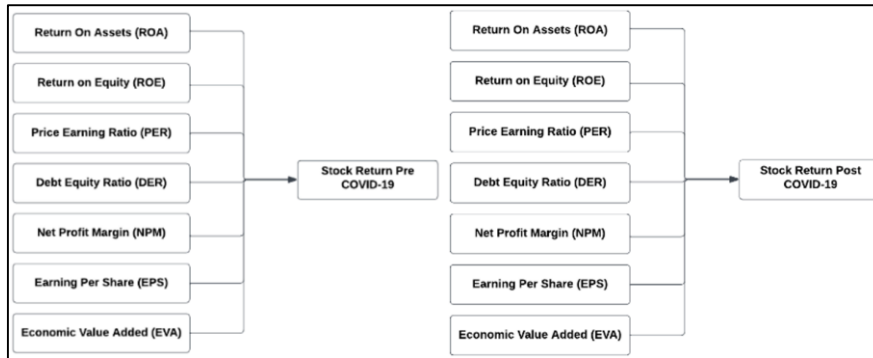 Return On Assets (ROA)
Return on Equity (ROE)
Price Earning Ratio (PER)
Debt Equity Ratio (DER)
Net Profit Margin (NPM)
Earning Per Share (EPS)
Economic Value Added (EVA)
Stock Return Pre
COVID-19
Return On Assets (ROA)
Return on Equity (ROE)
Price Earning Ratio (PER)
Debt Equity Ratio (DER)
Net Profit Margin (NPM)
Earning Per Share (EPS)
Economic Value Added (EVA)
Stock Return Post
COVID-19